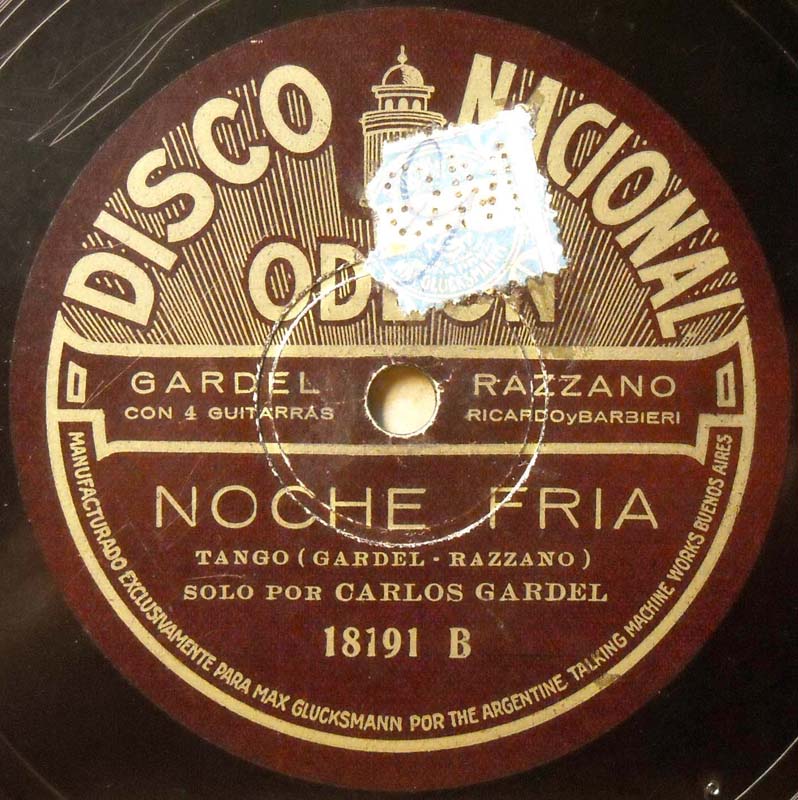 DISCO NACIONAL
ODEON
GLUCKSMANN
GARDEL RAZZANO
CON 4 GUITARRAS RICARDO y BARBIERI
NOCHE FRIA
TANGO (GARDEL - RAZZANO)
SOLO POR CARLOS GARDEL
18191 B
MANUFACTURADO EXCLUSIVAMENTE PARA MAX GLUCKSMANN POR THE ARGENTINE TALKING MACHINE WORKS BUENOS AIRES